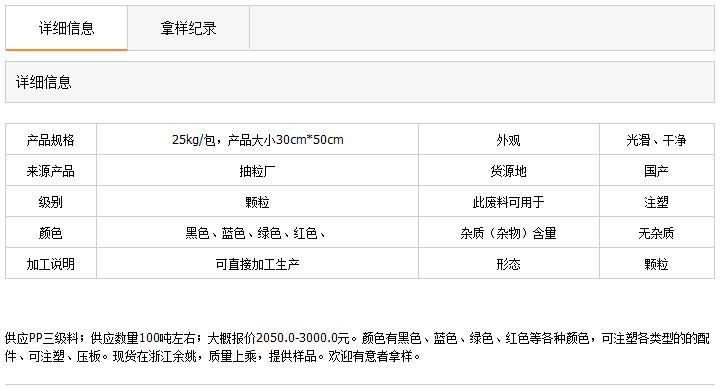 详细信息 拿样纪录
详细信息
产品规格 25kg/包，产品大小30cm*50cm 外观 光滑、干净
来源产品 抽粒厂 货源地 国产
级别 颗粒 此废料可用于 注塑
颜色 黑色、蓝色、绿色、红色、 杂质（杂物）含量 无杂质
加工说明 可直接加工生产 形态 颗粒
供应PP三级料；供应数量100吨左右；大概报价2050.0-3000.0元。颜色有黑色、蓝色、绿色、红色等各种颜色，可注塑各类型的的配
件、可注塑、压板。现货在浙江余姚，质量上乘，提供样品。欢迎有意者拿样。